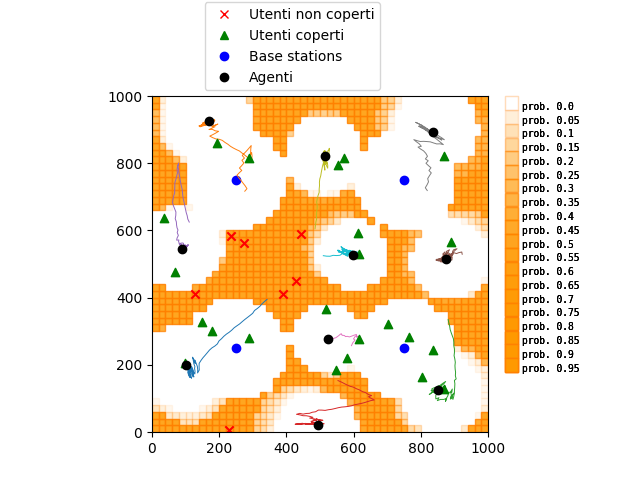 Utenti non coperti
Utenti coperti
Base stations
Agenti
1000
800
600
400
200
0
0
200
400
600
800
1000
prob. 0.0
prob. 0.05
prob. 0.1
prob. 0.15
prob. 0.2
prob. 0.25
prob. 0.3
prob. 0.35
prob. 0.4
prob. 0.45
prob. 0.5
prob. 0.55
prob. 0.6
prob. 0.65
prob. 0.7
prob. 0.75
prob. 0.8
prob. 0.85
prob. 0.9
prob. 0.95